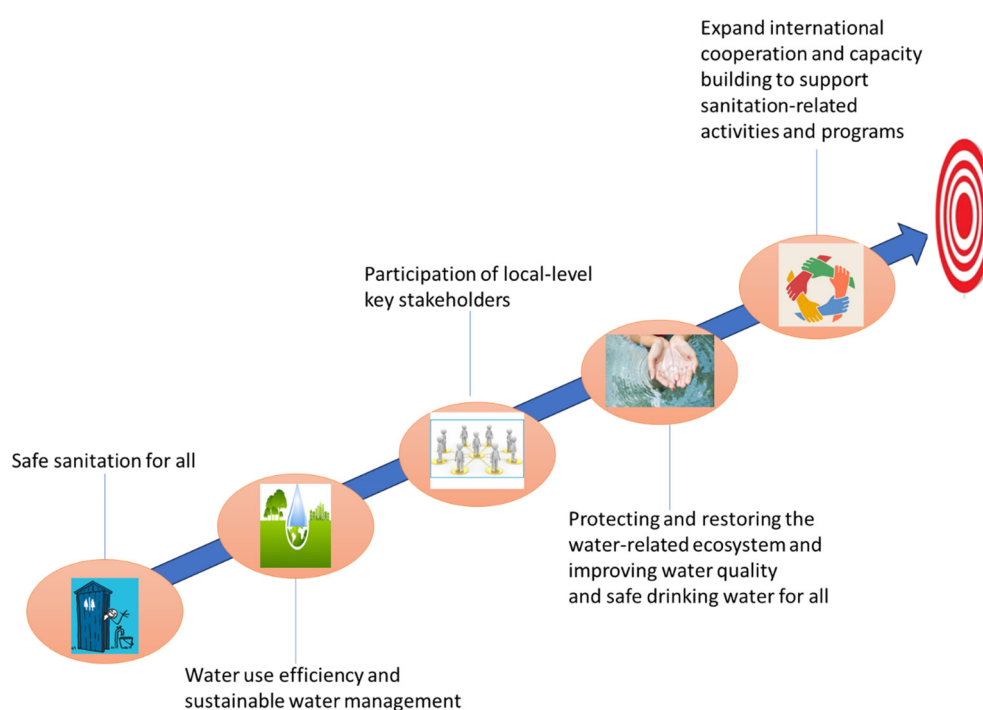 Expand international
cooperation and capacity
building to support
sanitation-related
activities and programs
Participation of local-level
key stakeholders
Safe sanitation for all
Protecting and restoring the
water-related ecosystem and
improving water quality
and safe drinking water for all
Water use efficiency and
sustainable water management